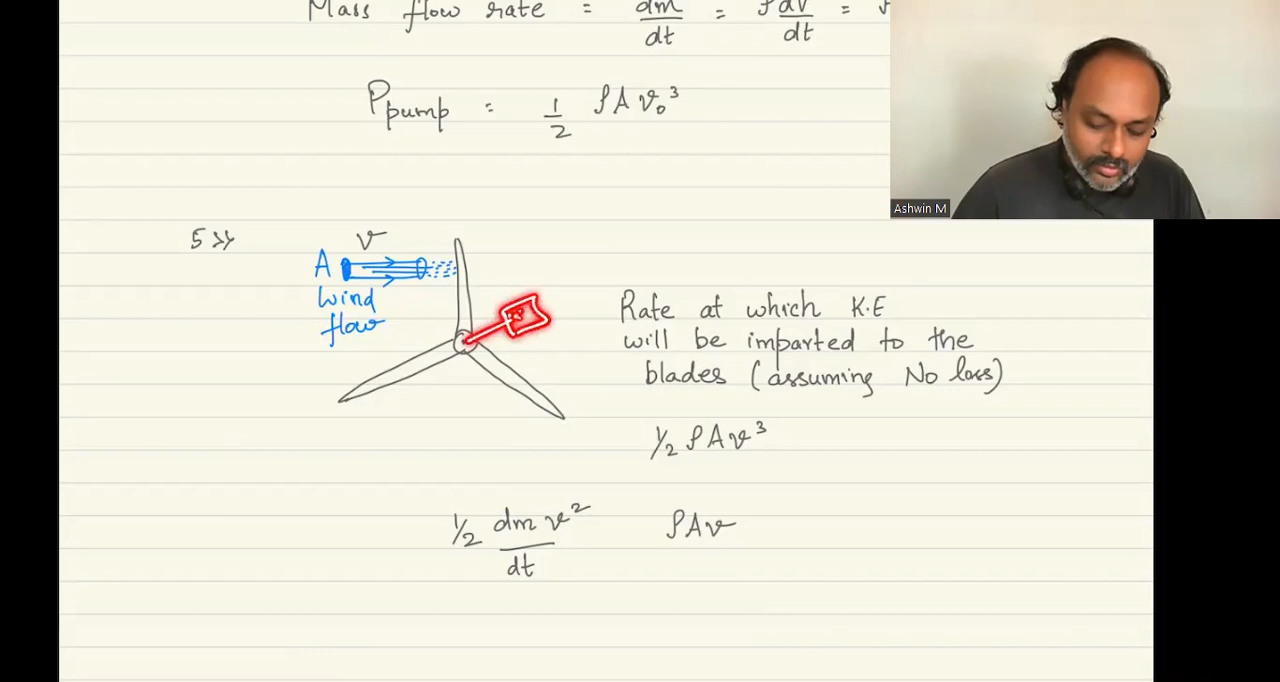 Mass flow rate = dm/dt = ρdV/dt =
P_pump = 1/2 ρ A v₀³
Ashwin M
5 >>
v
A
wind
flow
Rate at which K.E
will be imparted to the
blades (assuming No loss)
1/2 ρ A v³
1/2 dm/dt v² ρ A v